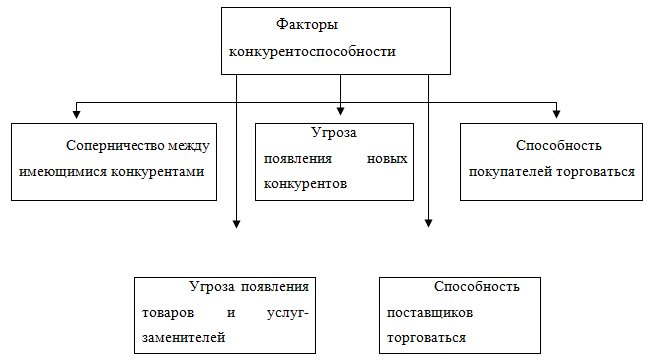 Факторы
конкурентоспособности
Соперничество между
имеющимися конкурентами
Угроза
появления новых
конкурентов
Способность
покупателей торговаться
Угроза появления
товаров и услуг-
заменителей
Способность
поставщиков
торговаться